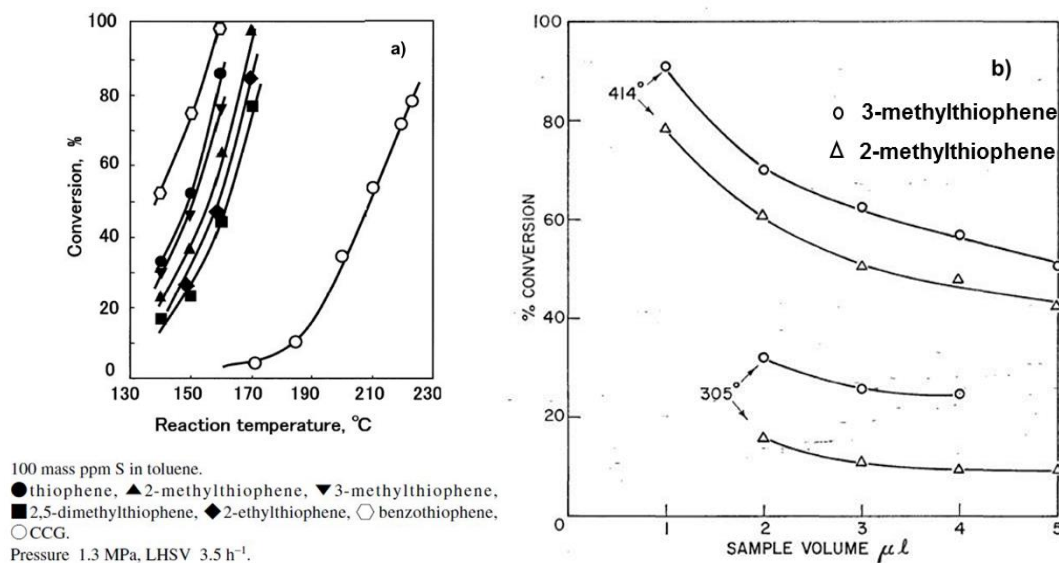 100
80
60
40
20
0
Conversion, %
a)
130
150
170
190
210
230
Reaction temperature, °C
100 mass ppm S in toluene.
●thiophene, ▲2-methylthiophene, ▼3-methylthiophene,
■2,5-dimethylthiophene, ◆2-ethylthiophene, ⬡benzothiophene,
○CCG.
Pressure 1.3 MPa, LHSV 3.5 h⁻¹.
100
80
60
40
20
0
% CONVERSION
b)
414°
○ 3-methylthiophene
△ 2-methylthiophene
305°
1
2
3
4
5
SAMPLE VOLUME μl